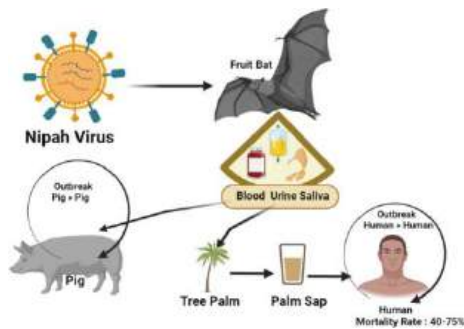 Fruit Bat
Nipah Virus
Blood Urine Saliva
Outbreak
Pig » Pig
Pig
Tree Palm
Palm Sap
Outbreak
Human » Human
Human
Mortality Rate : 40-75%